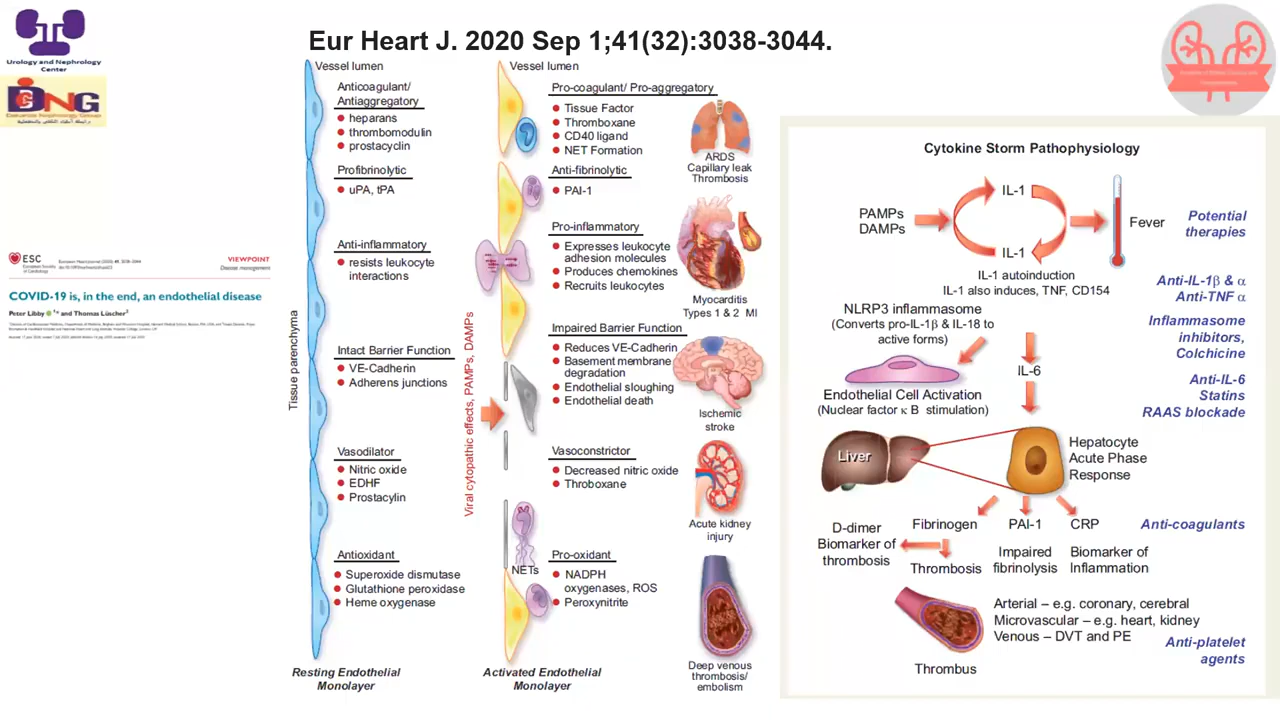 Urology and Nephrology
Center
DNG
Eur Heart J. 2020 Sep 1;41(32):3038-3044.
ESC
European Society
of Cardiology
VIEWPOINT
Disease management
COVID-19 is, in the end, an endothelial disease
Peter Libby 1* and Thomas Lüscher2
Vessel lumen
Anticoagulant/
Antiaggregatory
heparans
thrombomodulin
prostacyclin
Profibrinolytic
uPA, tPA
Anti-inflammatory
resists leukocyte
interactions
Tissue parenchyma
Intact Barrier Function
VE-Cadherin
Adherens junctions
Vasodilator
Nitric oxide
EDHF
Prostacylin
Antioxidant
Superoxide dismutase
Glutathione peroxidase
Heme oxygenase
Resting Endothelial
Monolayer
Viral cytopathic effects, PAMPs, DAMPs
Vessel lumen
Pro-coagulant/ Pro-aggregatory
Tissue Factor
Thromboxane
CD40 ligand
NET Formation
Anti-fibrinolytic
PAI-1
Pro-inflammatory
Expresses leukocyte
adhesion molecules
Produces chemokines
Recruits leukocytes
Impaired Barrier Function
Reduces VE-Cadherin
Basement membrane
degradation
Endothelial sloughing
Endothelial death
Vasoconstrictor
Decreased nitric oxide
Throboxane
NETs
Pro-oxidant
NADPH
oxygenases, ROS
Peroxynitrite
Activated Endothelial
Monolayer
ARDS
Capillary leak
Thrombosis
Myocarditis
Types 1 & 2 MI
Ischemic
stroke
Acute kidney
injury
Deep venous
thrombosis/
embolism
Cytokine Storm Pathophysiology
PAMPs
DAMPs
IL-1
IL-1
Fever
Potential
therapies
IL-1 autoinduction
IL-1 also induces, TNF, CD154
Anti-IL-1β & α
Anti-TNF α
NLRP3 inflammasome
(Converts pro-IL-1β & IL-18 to
active forms)
Inflammasome
inhibitors,
Colchicine
IL-6
Endothelial Cell Activation
(Nuclear factor κ B stimulation)
Anti-IL-6
Statins
RAAS blockade
Liver
Hepatocyte
Acute Phase
Response
Fibrinogen
PAI-1
CRP
Anti-coagulants
D-dimer
Biomarker of
thrombosis
Thrombosis
Impaired
fibrinolysis
Biomarker of
Inflammation
Arterial – e.g. coronary, cerebral
Microvascular – e.g. heart, kidney
Venous – DVT and PE
Anti-platelet
agents
Thrombus